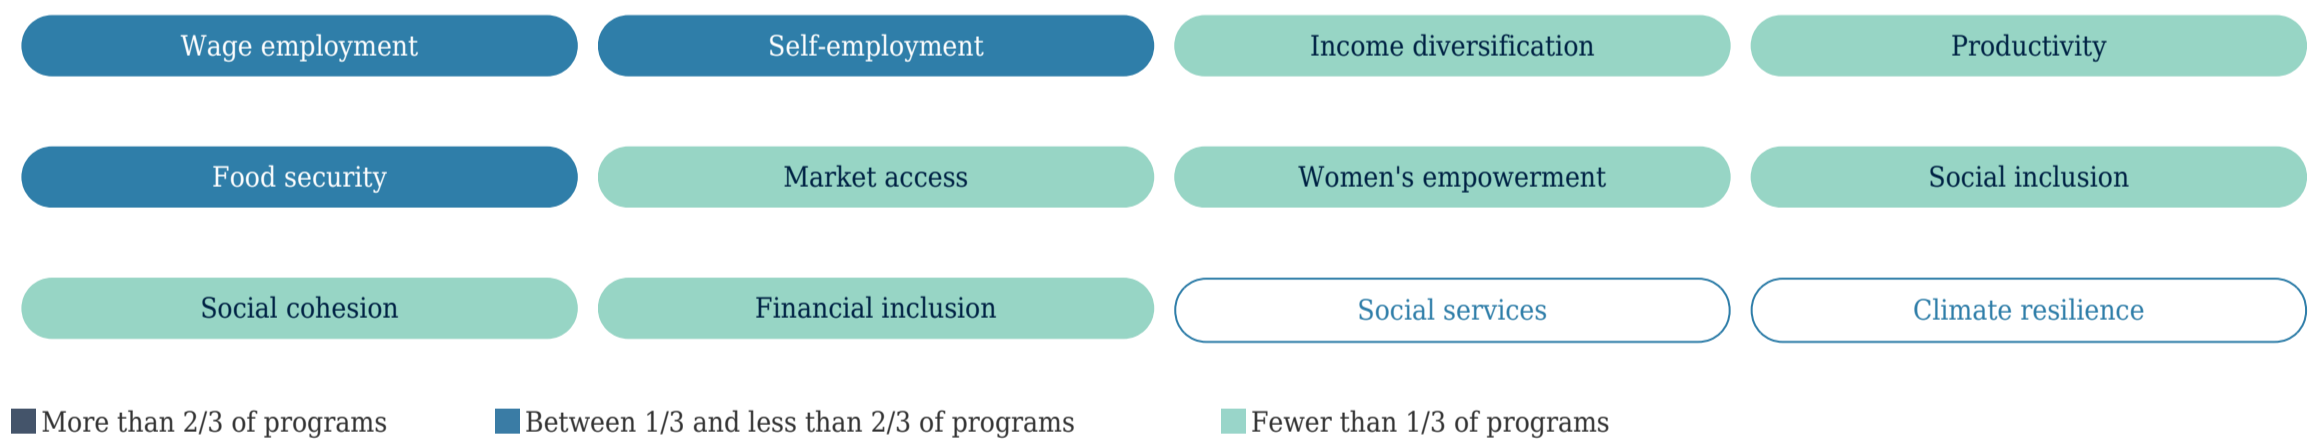 Wage employment
Self-employment
Income diversification
Productivity
Food security
Market access
Women's empowerment
Social inclusion
Social cohesion
Financial inclusion
Social services
Climate resilience
More than 2/3 of programs
Between 1/3 and less than 2/3 of programs
Fewer than 1/3 of programs